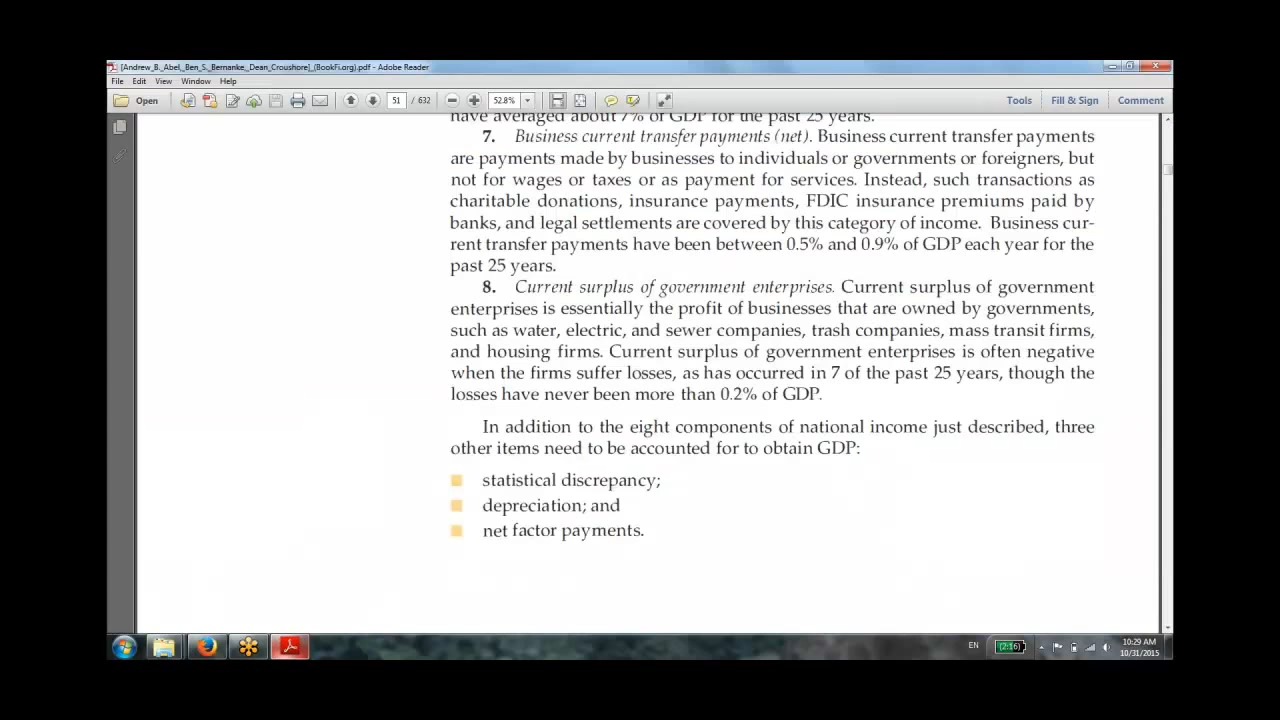 [Andrew_B._Abel,_Ben_S._Bernanke,_Dean_Croushore]_(BookFi.org).pdf - Adobe Reader
File Edit View Window Help
Open 51 / 632 52.8% Tools Fill & Sign Comment
have averaged about 7% of GDP for the past 25 years.
7. Business current transfer payments (net). Business current transfer payments
are payments made by businesses to individuals or governments or foreigners, but
not for wages or taxes or as payment for services. Instead, such transactions as
charitable donations, insurance payments, FDIC insurance premiums paid by
banks, and legal settlements are covered by this category of income. Business cur-
rent transfer payments have been between 0.5% and 0.9% of GDP each year for the
past 25 years.
8. Current surplus of government enterprises. Current surplus of government
enterprises is essentially the profit of businesses that are owned by governments,
such as water, electric, and sewer companies, trash companies, mass transit firms,
and housing firms. Current surplus of government enterprises is often negative
when the firms suffer losses, as has occurred in 7 of the past 25 years, though the
losses have never been more than 0.2% of GDP.
In addition to the eight components of national income just described, three
other items need to be accounted for to obtain GDP:
statistical discrepancy;
depreciation; and
net factor payments.
EN (2:16) 10:29 AM
10/31/2015